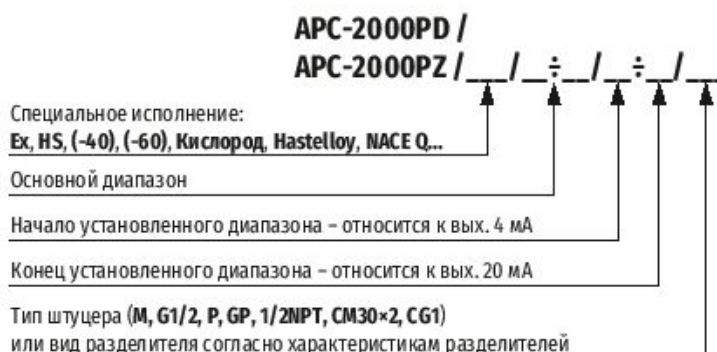 APC-2000PD /
APC-2000PZ /___/__÷__/__÷__/___
Специальное исполнение:
Ex, HS, (-40), (-60), Кислород, Hastelloy, NACE Q...
Основной диапазон
Начало установленного диапазона – относится к вых. 4 мА
Конец установленного диапазона – относится к вых. 20 мА
Тип штуцера (M, G1/2, P, GP, 1/2NPT, CM30×2, CG1)
или вид разделителя согласно характеристикам разделителей